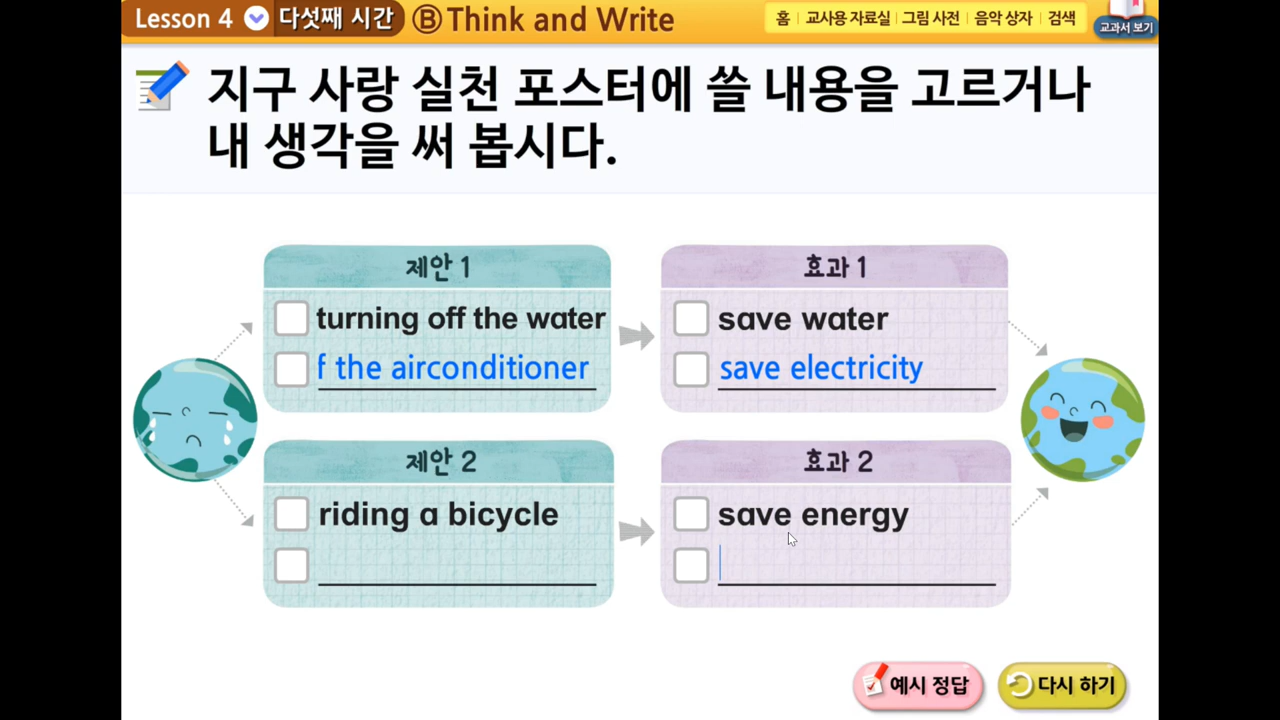 Lesson 4 다섯째 시간 Ⓑ Think and Write
홈 | 교사용 자료실 | 그림 사전 | 음악 상자 | 검색
교과서 보기
지구 사랑 실천 포스터에 쓸 내용을 고르거나
내 생각을 써 봅시다.
제안 1
turning off the water
f the airconditioner
효과 1
save water
save electricity
제안 2
riding a bicycle
효과 2
save energy
예시 정답
다시 하기